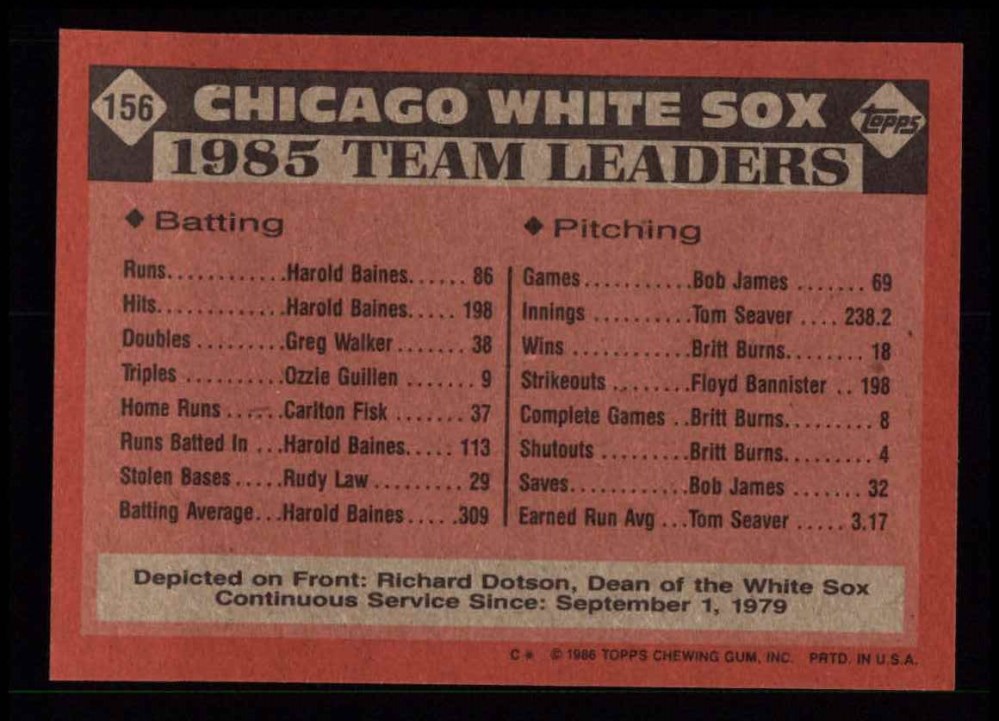 156 CHICAGO WHITE SOX Topps
1985 TEAM LEADERS
◆ Batting
Runs............Harold Baines...... 86
Hits.............Harold Baines..... 198
Doubles .........Greg Walker....... 38
Triples ..........Ozzie Guillen ....... 9
Home Runs ......Carlton Fisk ....... 37
Runs Batted In ...Harold Baines..... 113
Stolen Bases.....Rudy Law ......... 29
Batting Average...Harold Baines.....309
◆ Pitching
Games...........Bob James ....... 69
Innings ..........Tom Seaver .... 238.2
Wins ............Britt Burns........ 18
Strikeouts ........Floyd Bannister .. 198
Complete Games ..Britt Burns......... 8
Shutouts .........Britt Burns......... 4
Saves............Bob James ....... 32
Earned Run Avg ...Tom Seaver ..... 3.17
Depicted on Front: Richard Dotson, Dean of the White Sox
Continuous Service Since: September 1, 1979
C* © 1986 TOPPS CHEWING GUM, INC. PRTD. IN U.S.A.